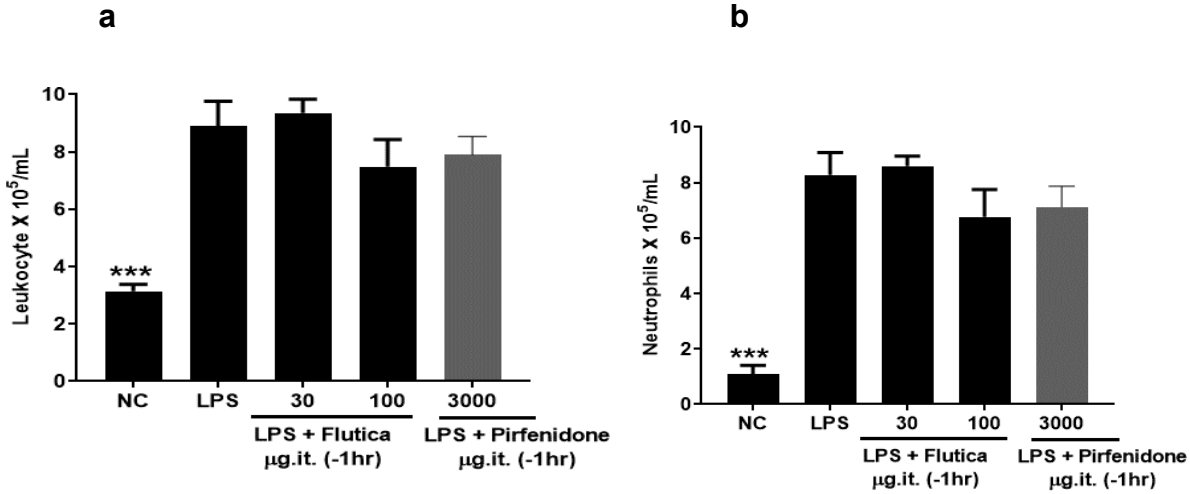 a
Leukocyte X 10⁵/mL
10
8
6
4
2
0
***
NC LPS 30 100 3000
LPS + Flutica LPS + Pirfenidone
µg.it. (-1hr) µg.it. (-1hr)
b
Neutrophils X 10⁵/mL
10
8
6
4
2
0
***
NC LPS 30 100 3000
LPS + Flutica LPS + Pirfenidone
µg.it. (-1hr) µg.it. (-1hr)